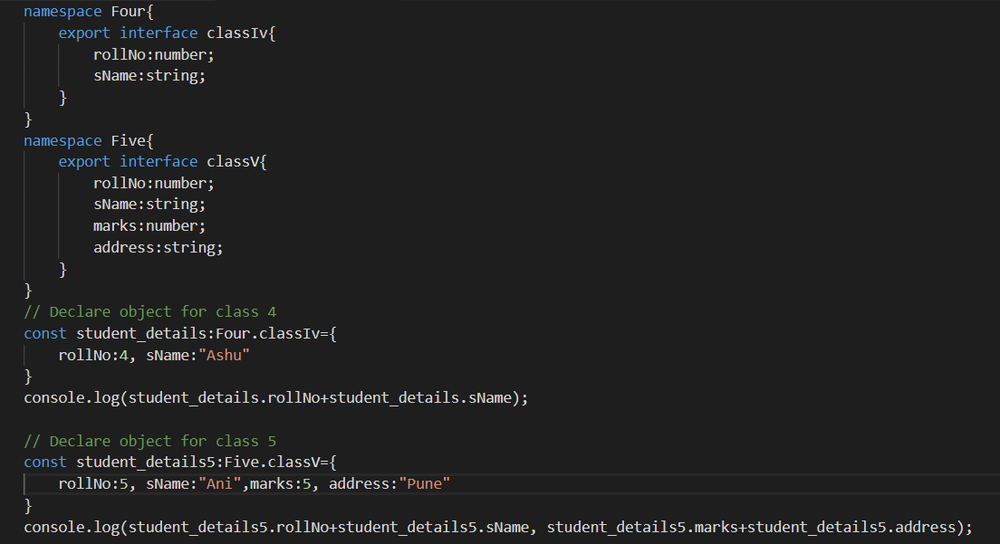 namespace Four{
    export interface classIv{
        rollNo:number;
        sName:string;
    }
}
namespace Five{
    export interface classV{
        rollNo:number;
        sName:string;
        marks:number;
        address:string;
    }
}
// Declare object for class 4
const student_details:Four.classIv={
    rollNo:4, sName:"Ashu"
}
console.log(student_details.rollNo+student_details.sName);

// Declare object for class 5
const student_details5:Five.classV={
    rollNo:5, sName:"Ani",marks:5, address:"Pune"
}
console.log(student_details5.rollNo+student_details5.sName, student_details5.marks+student_details5.address);